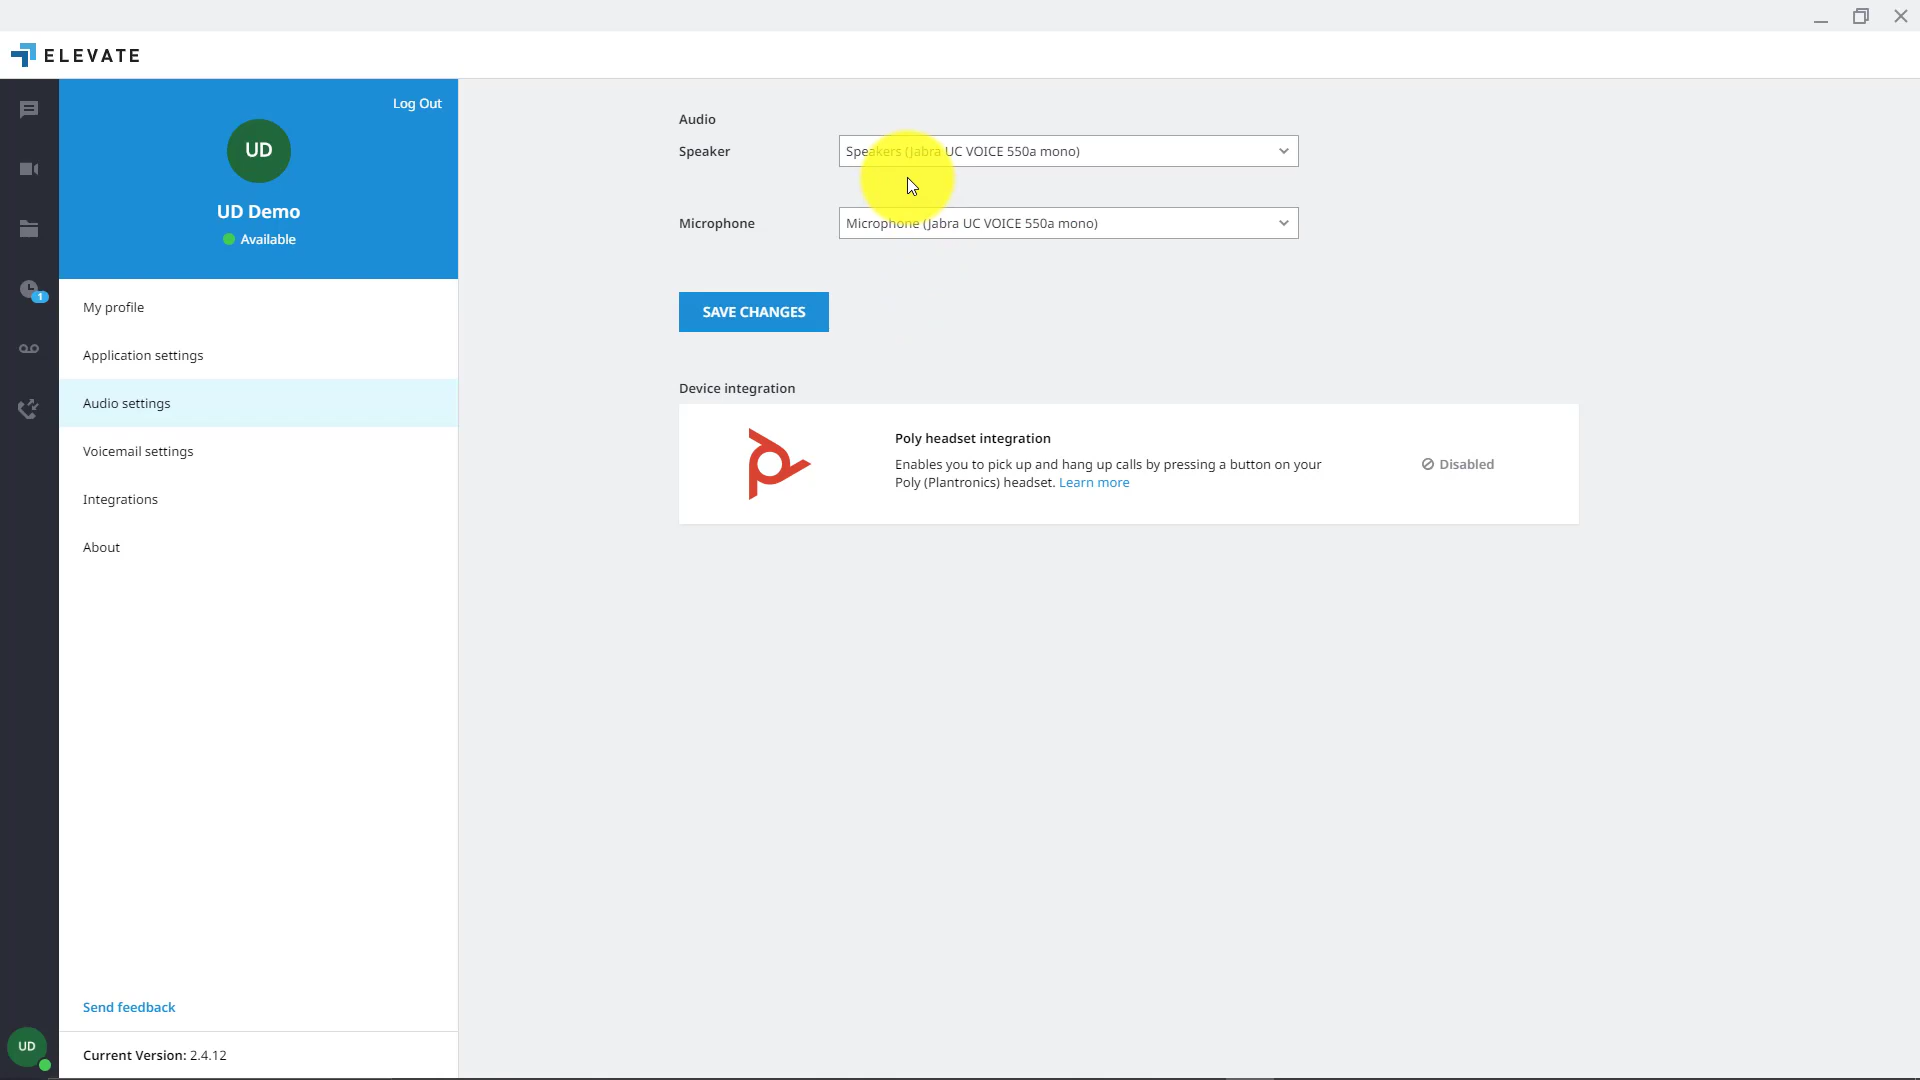 ELEVATE
Log Out
UD
UD Demo
Available
My profile
Application settings
Audio settings
Voicemail settings
Integrations
About
Send feedback
Current Version: 2.4.12
1
UD
Audio
Speaker
Speakers (Jabra UC VOICE 550a mono)
Microphone
Microphone (Jabra UC VOICE 550a mono)
SAVE CHANGES
Device integration
Poly headset integration
Enables you to pick up and hang up calls by pressing a button on your
Poly (Plantronics) headset. Learn more
Disabled